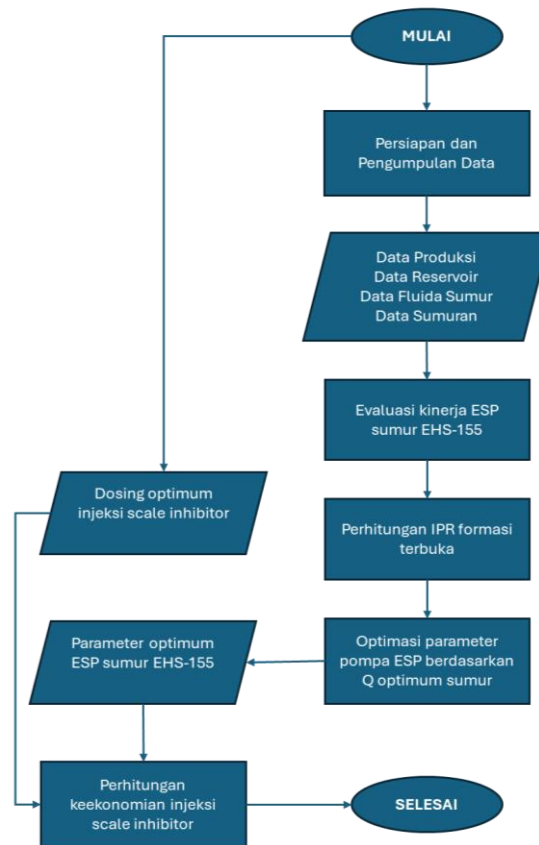 MULAI
Persiapan dan
Pengumpulan Data
Data Produksi
Data Reservoir
Data Fluida Sumur
Data Sumuran
Evaluasi kinerja ESP
sumur EHS-155
Dosing optimum
injeksi scale inhibitor
Perhitungan IPR formasi
terbuka
Parameter optimum
ESP sumur EHS-155
Optimasi parameter
pompa ESP berdasarkan
Q optimum sumur
Perhitungan
keekonomian injeksi
scale inhibitor
SELESAI